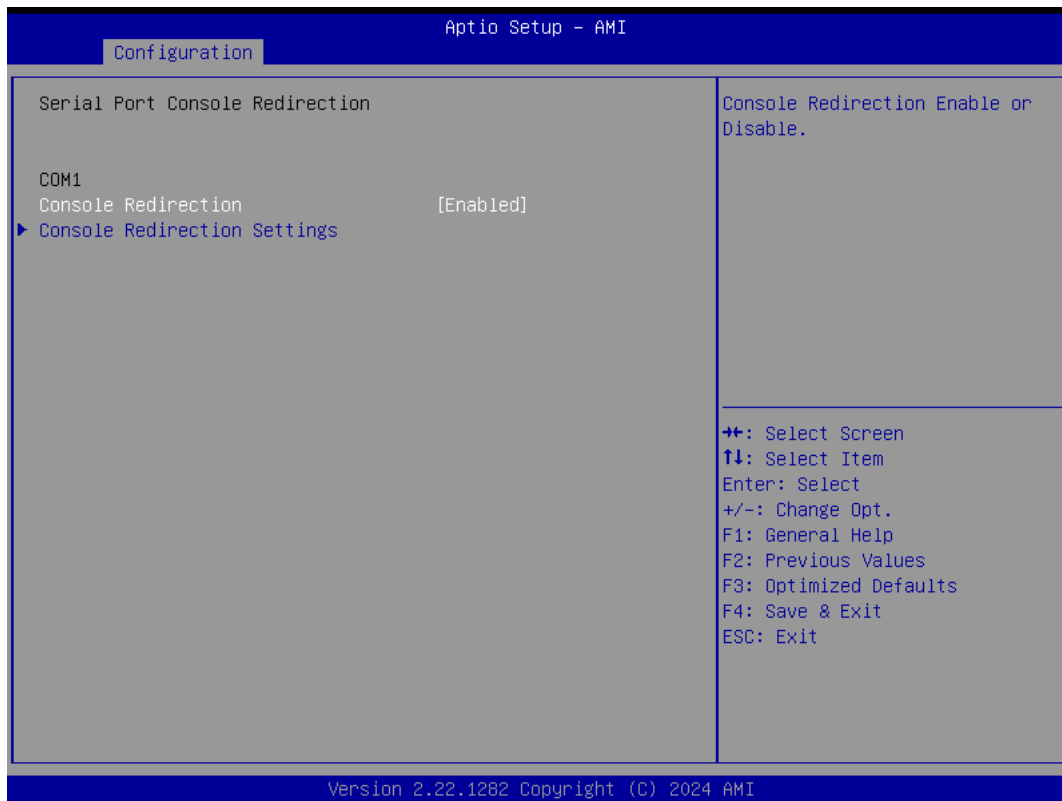 Aptio Setup – AMI
Configuration
Serial Port Console Redirection
COM1
Console Redirection [Enabled]
Console Redirection Settings
Console Redirection Enable or
Disable.
→←: Select Screen
↑↓: Select Item
Enter: Select
+/-: Change Opt.
F1: General Help
F2: Previous Values
F3: Optimized Defaults
F4: Save & Exit
ESC: Exit
Version 2.22.1282 Copyright (C) 2024 AMI